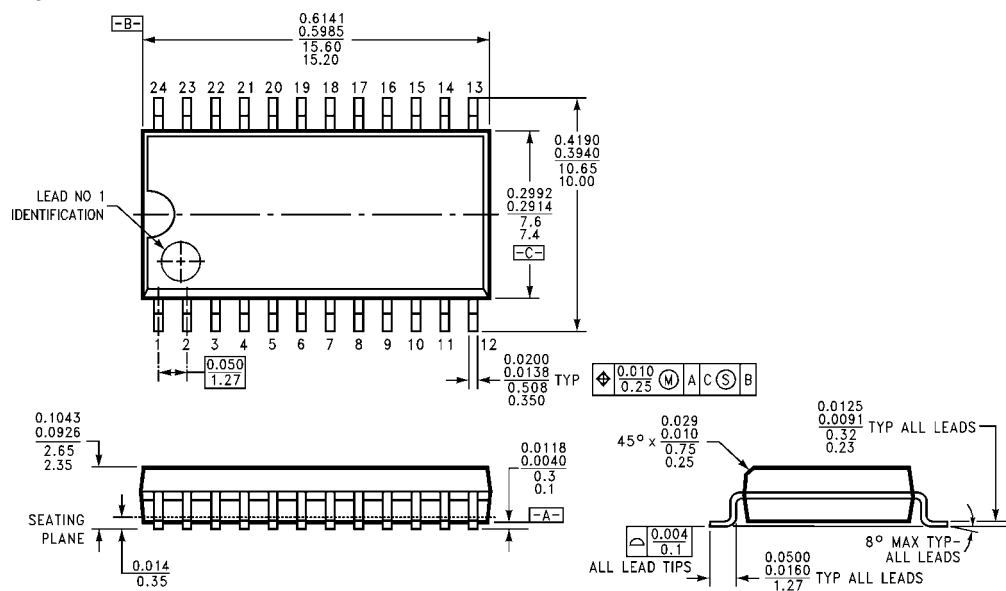 -B-
0.6141
0.5985
15.60
15.20
24 23 22 21 20 19 18 17 16 15 14 13
LEAD NO 1
IDENTIFICATION
0.4190
0.3940
10.65
10.00
0.2992
0.2914
7.6
7.4
-C-
1 2 3 4 5 6 7 8 9 10 11 12
0.050
1.27
0.0200
0.0138
0.508
0.350
TYP
⌖ 0.010 0.25 Ⓜ A C Ⓢ B
0.1043
0.0926
2.65
2.35
SEATING
PLANE
0.014
0.35
0.0118
0.0040
0.3
0.1
-A-
45° x
0.029
0.010
0.75
0.25
0.0125
0.0091
0.32
0.23
TYP ALL LEADS
0.004
0.1
ALL LEAD TIPS
0.0500
0.0160
1.27
TYP ALL LEADS
8° MAX TYP-
ALL LEADS